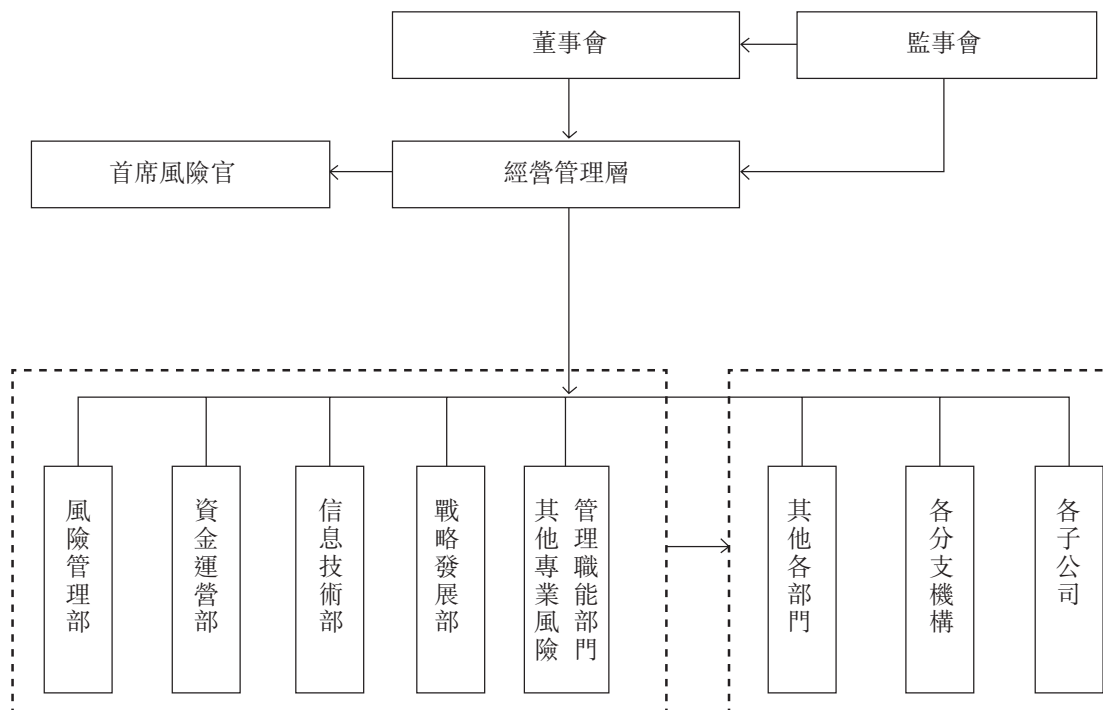 董事會
監事會
首席風險官
經營管理層
風險管理部
資金運營部
信息技術部
戰略發展部
其他專業風險
管理職能部門
其他各部門
各分支機構
各子公司